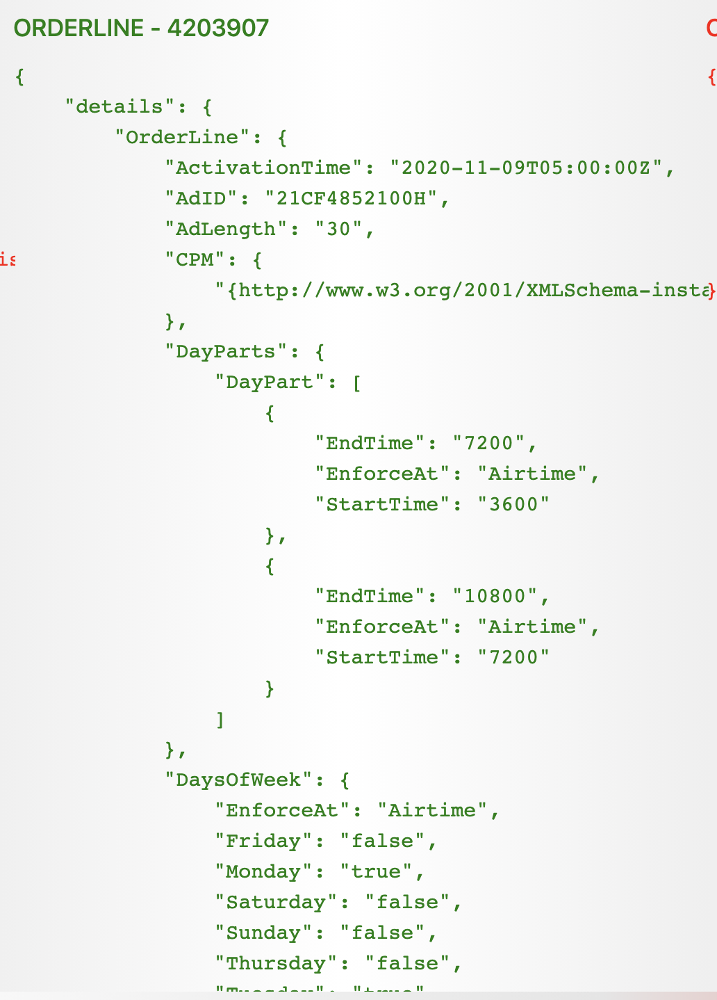 ORDERLINE - 4203907
{
"details": {
"OrderLine": {
"ActivationTime": "2020-11-09T05:00:00Z",
"AdID": "21CF4852100H",
"AdLength": "30",
is
"CPM": {
"{http://www.w3.org/2001/XMLSchema-insta
}
},
"DayParts": {
"DayPart": [
{
"EndTime": "7200",
"EnforceAt": "Airtime",
"StartTime": "3600"
},
{
"EndTime": "10800",
"EnforceAt": "Airtime",
"StartTime": "7200"
}
]
},
"DaysOfWeek": {
"EnforceAt": "Airtime",
"Friday": "false",
"Monday": "true",
"Saturday": "false",
"Sunday": "false",
"Thursday": "false",
"Tuesday": "true"